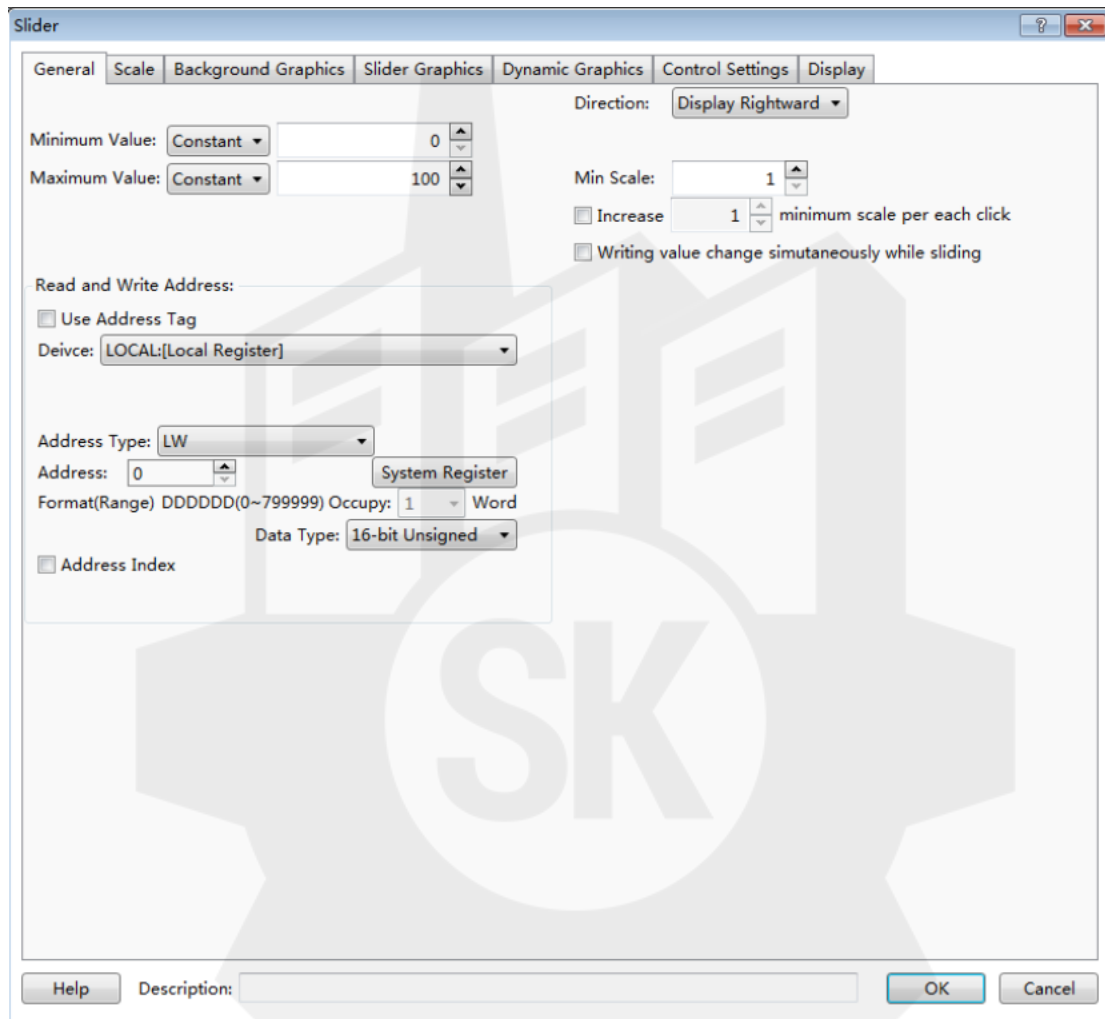 Slider
General Scale Background Graphics Slider Graphics Dynamic Graphics Control Settings Display
Direction: Display Rightward
Minimum Value: Constant 0
Maximum Value: Constant 100
Min Scale: 1
Increase 1 minimum scale per each click
Writing value change simutaneously while sliding
Read and Write Address:
Use Address Tag
Deivce: LOCAL:[Local Register]
Address Type: LW
Address: 0 System Register
Format(Range) DDDDDD(0~799999) Occupy: 1 Word
Data Type: 16-bit Unsigned
Address Index
SK
Help Description: OK Cancel